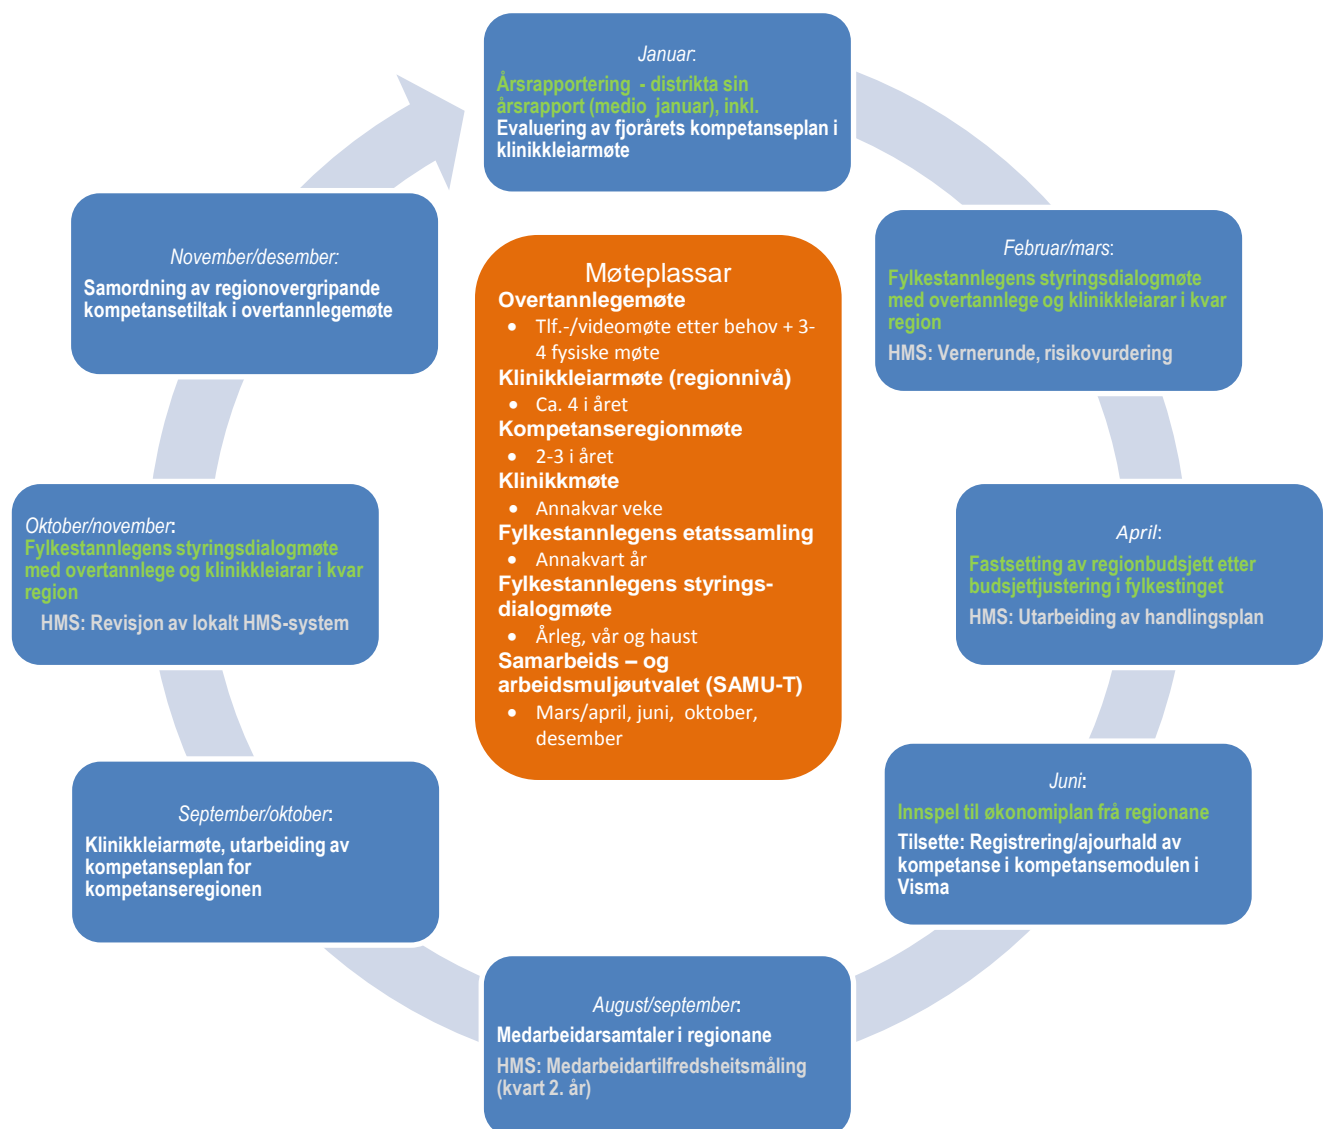 Januar:
Årsrapportering - distrikta sin
årsrapport (medio januar), inkl.
Evaluering av fjorårets kompetanseplan i
klinikkleiarmøte
Februar/mars:
Fylkestannlegens styringsdialogmøte
med overtannlege og klinikkleiarar i kvar
region
HMS: Vernerunde, risikovurdering
April:
Fastsetting av regionbudsjett etter
budsjettjustering i fylkestinget
HMS: Utarbeiding av handlingsplan
Juni:
Innspel til økonomiplan frå regionane
Tilsette: Registrering/ajourhald av
kompetanse i kompetansemodulen i
Visma
August/september:
Medarbeidarsamtaler i regionane
HMS: Medarbeidartilfredsheitsmåling
(kvart 2. år)
September/oktober:
Klinikkleiarmøte, utarbeiding av
kompetanseplan for
kompetanseregionen
Oktober/november:
Fylkestannlegens styringsdialogmøte
med overtannlege og klinikkleiarar i kvar
region
HMS: Revisjon av lokalt HMS-system
November/desember:
Samordning av regionovergripande
kompetansetiltak i overtannlegemøte
Møteplassar
Overtannlegemøte
• Tlf.-/videomøte etter behov + 3-
4 fysiske møte
Klinikkleiarmøte (regionnivå)
• Ca. 4 i året
Kompetanseregionmøte
• 2-3 i året
Klinikkmøte
• Annakvar veke
Fylkestannlegens etatssamling
• Annakvart år
Fylkestannlegens styrings-
dialogmøte
• Årleg, vår og haust
Samarbeids – og
arbeidsmuljøutvalet (SAMU-T)
• Mars/april, juni, oktober,
desember